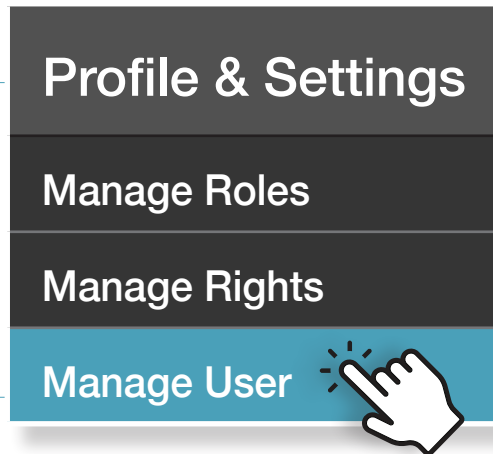 Profile & Settings
Manage Roles
Manage Rights
Manage User